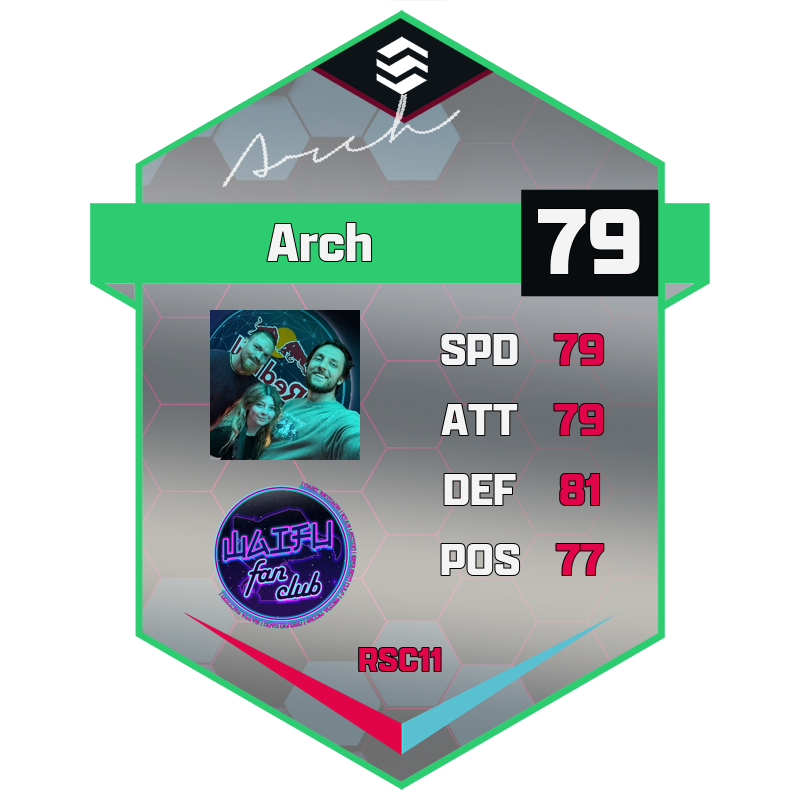 Arch
Arch
79
SPD 79
ATT 79
DEF 81
POS 77
WAIFU
fan
club
RSC11